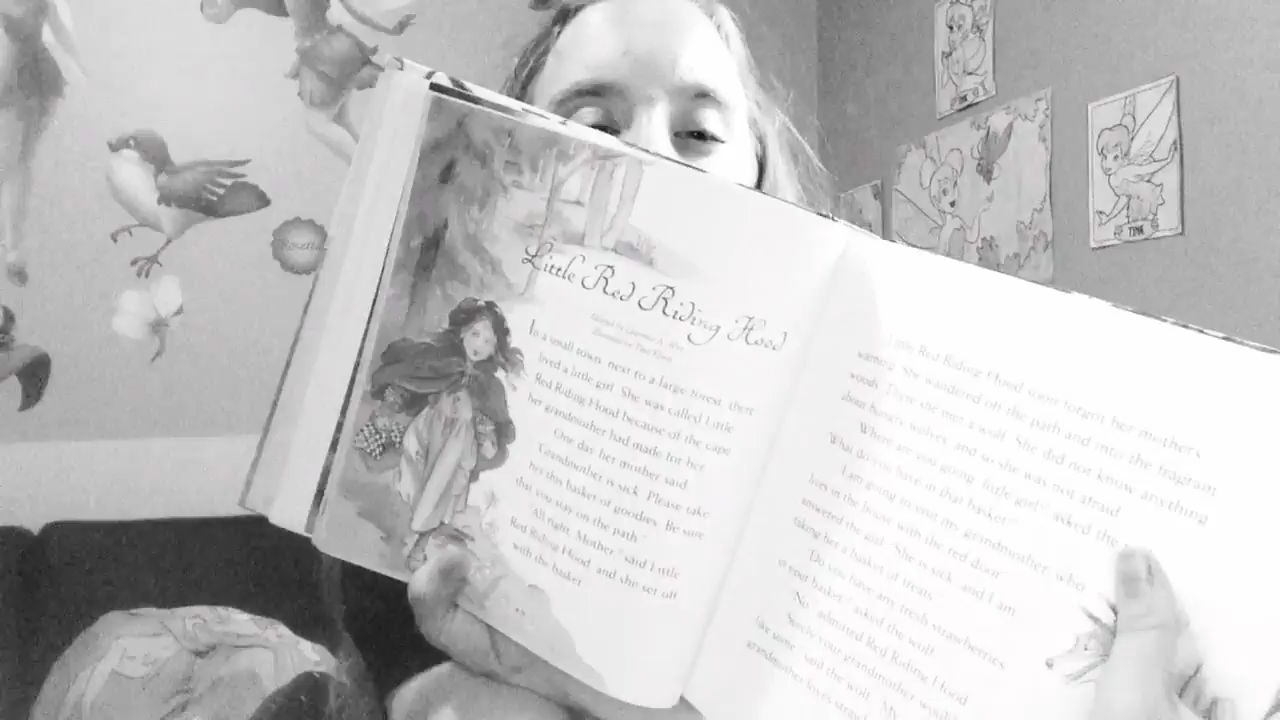 Rosetta
TINK
TINK
Little Red Riding Hood
In a small town next to a large forest, there
lived a little girl. She was called Little
Red Riding Hood because of the cape
her grandmother had made for her.
One day her mother said,
"Grandmother is sick. Please take
her this basket of goodies. Be sure
that you stay on the path."
"All right, Mother," said Little
Red Riding Hood, and she set off
with the basket.
Little Red Riding Hood soon forgot her mother's
warning. She wandered off the path and into the fragrant
woods. There she met a wolf. She did not know anything
about hungry wolves, and so she was not afraid.
"Where are you going, little girl?" asked the
"What do you have in that basket?"
"I am going to visit my grandmother, who
lives in the house with the red door,"
answered the girl. "She is sick, and I am
taking her a basket of treats."
"Do you have any fresh strawberries
in your basket?" asked the wolf.
"No," admitted Red Riding Hood.
"Surely your grandmother would
like some," said the wolf. "My
grandmother loves